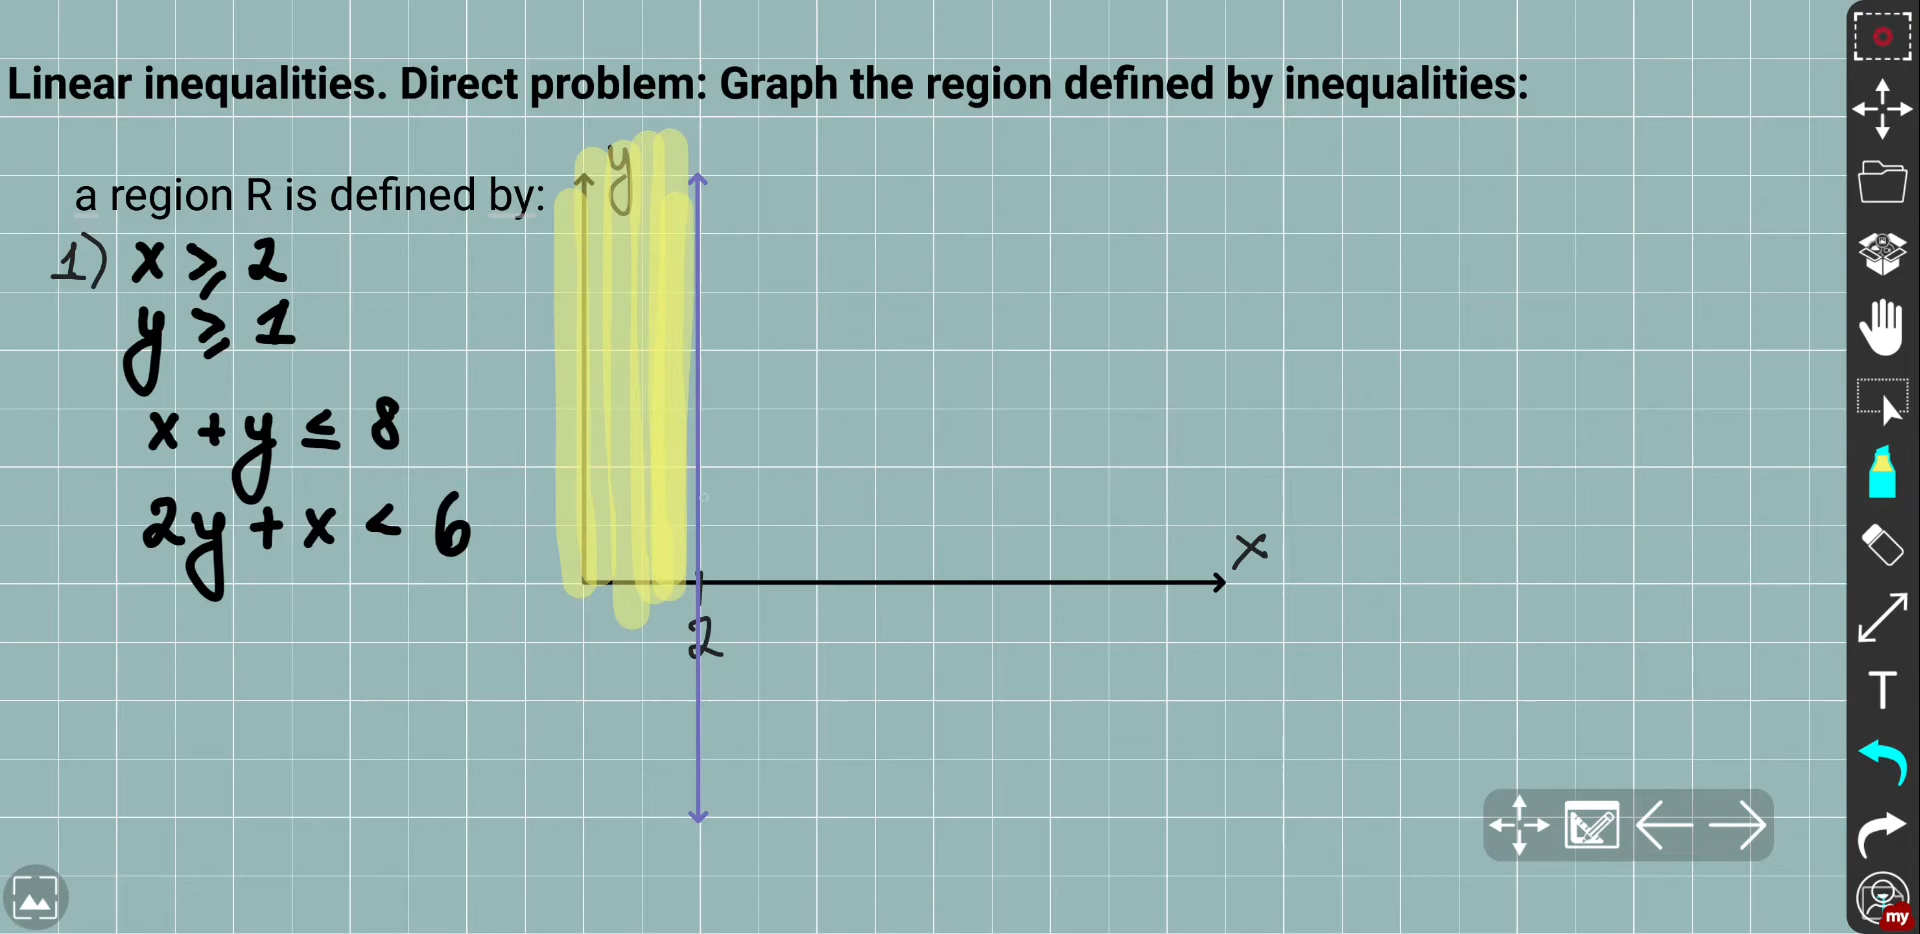 Linear inequalities. Direct problem: Graph the region defined by inequalities:
a region R is defined by:
1) x ⩾ 2
y ⩾ 1
x + y ≤ 8
2y + x < 6
y
x
2
T
my